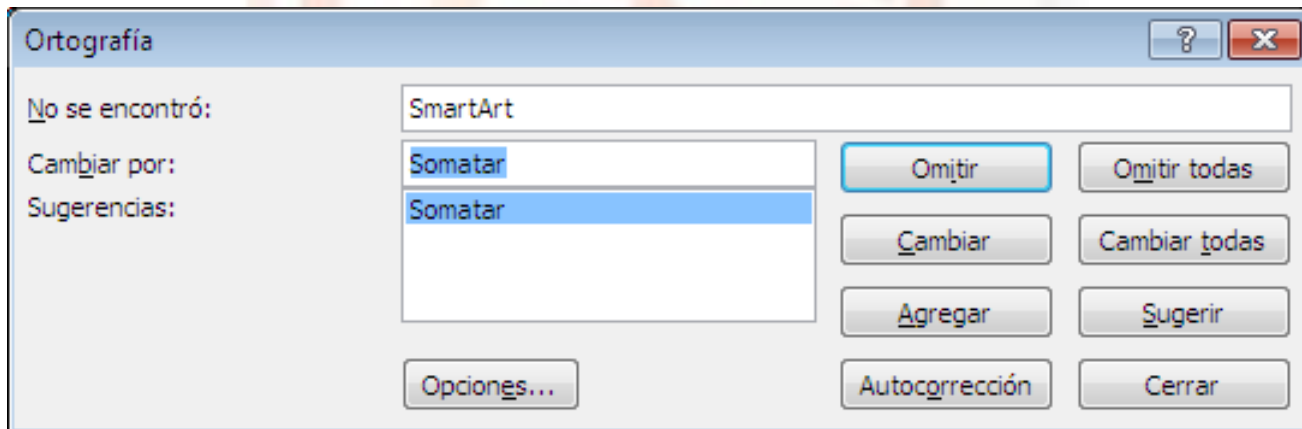 Ortografía
No se encontró: SmartArt
Cambiar por: Somatar Omitir Omitir todas
Sugerencias: Somatar
Cambiar Cambiar todas
Agregar Sugerir
Opciones... Autocorrección Cerrar